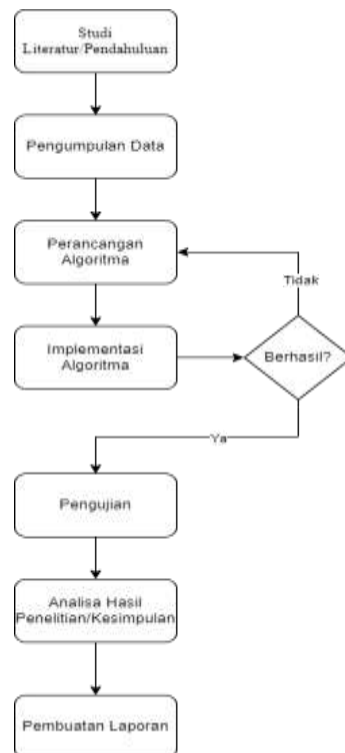 Studi
Literatur/Pendahuluan
Pengumpulan Data
Perancangan
Algoritma
Tidak
Implementasi
Algoritma
Berhasil?
Ya
Pengujian
Analisa Hasil
Penelitian/Kesimpulan
Pembuatan Laporan